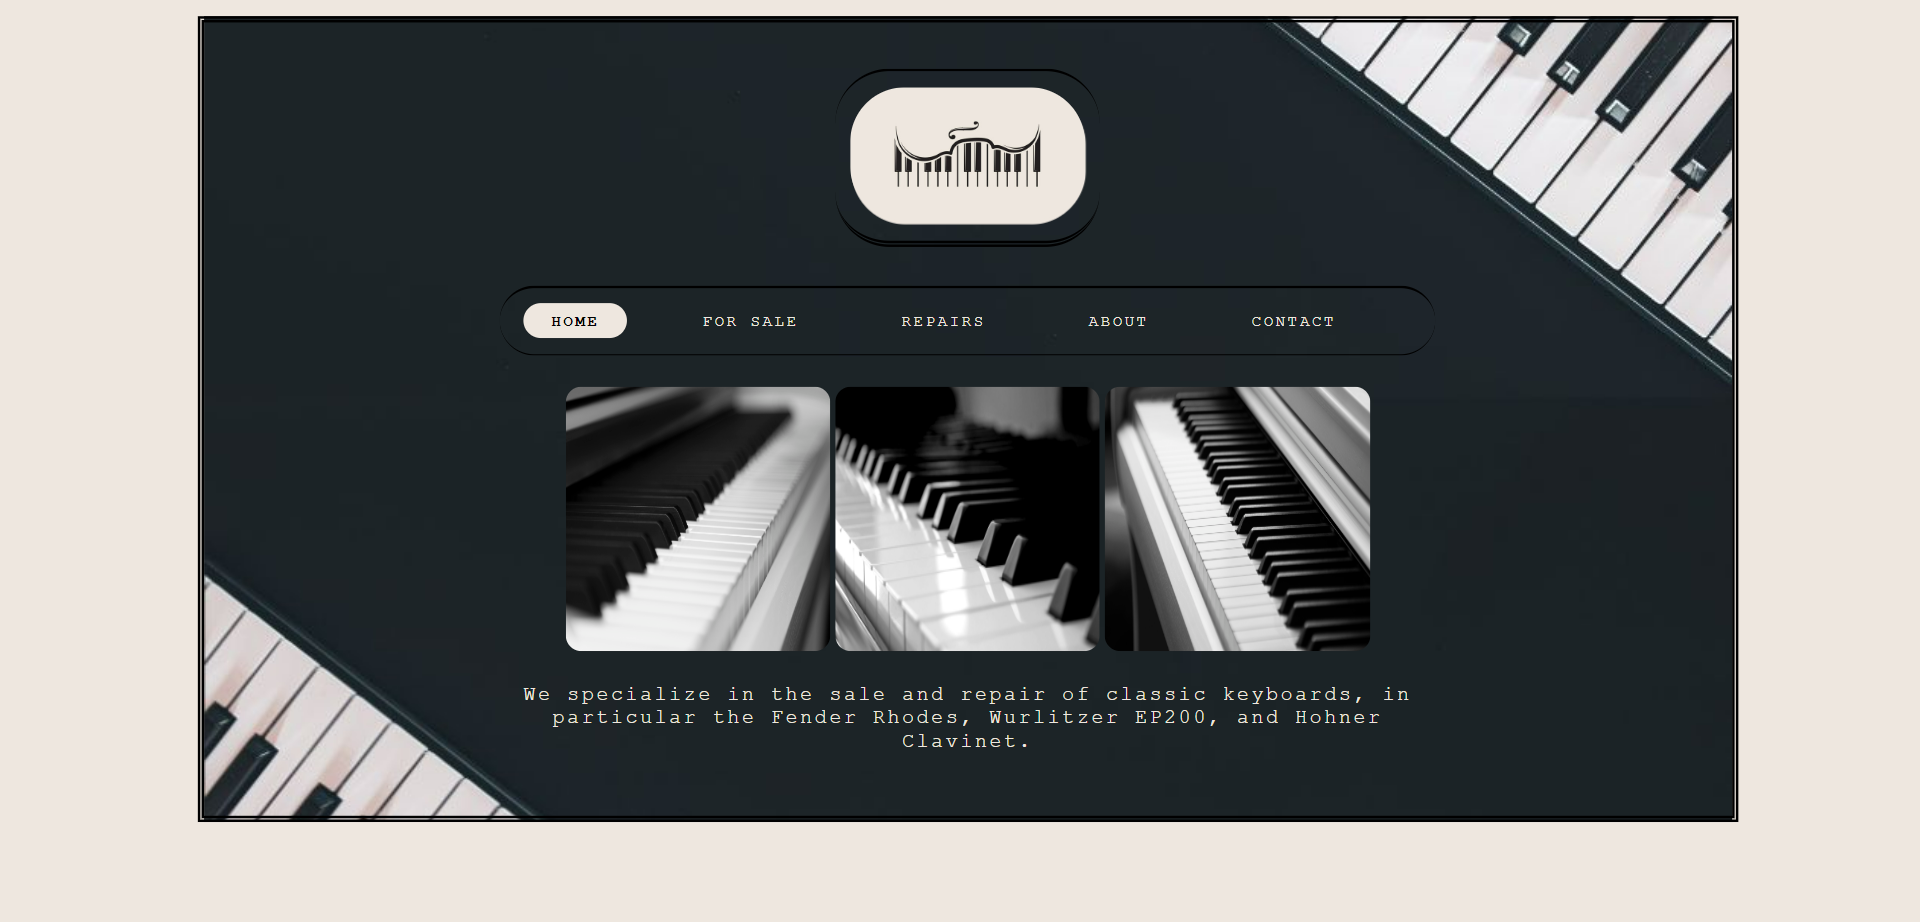 HOME FOR SALE REPAIRS ABOUT CONTACT
We specialize in the sale and repair of classic keyboards, in
particular the Fender Rhodes, Wurlitzer EP200, and Hohner
Clavinet.